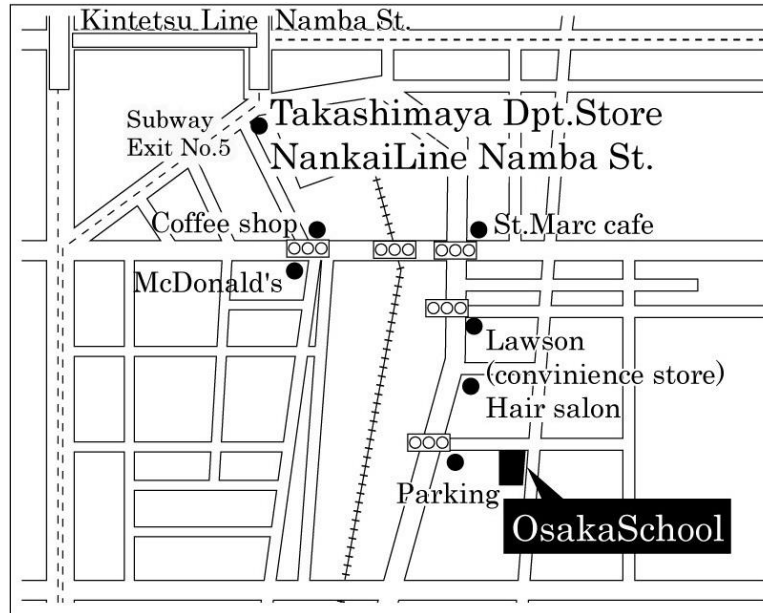 Kintetsu Line Namba St.
Subway
Exit No.5
Takashimaya Dpt.Store
NankaiLine Namba St.
Coffee shop
St.Marc cafe
McDonald's
Lawson
(convinience store)
Hair salon
Parking
OsakaSchool